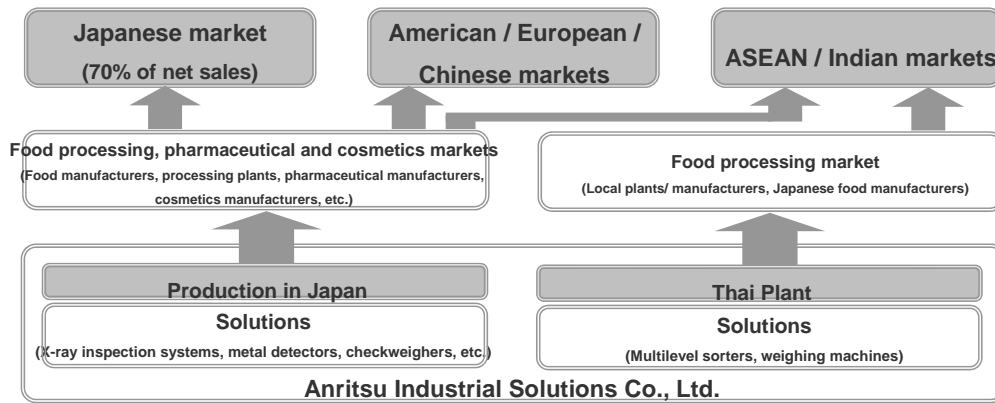 Japanese market
(70% of net sales)
American / European /
Chinese markets
ASEAN / Indian markets
Food processing, pharmaceutical and cosmetics markets
(Food manufacturers, processing plants, pharmaceutical manufacturers,
cosmetics manufacturers, etc.)
Food processing market
(Local plants/ manufacturers, Japanese food manufacturers)
Production in Japan
Solutions
(X-ray inspection systems, metal detectors, checkweighers, etc.)
Thai Plant
Solutions
(Multilevel sorters, weighing machines)
Anritsu Industrial Solutions Co., Ltd.